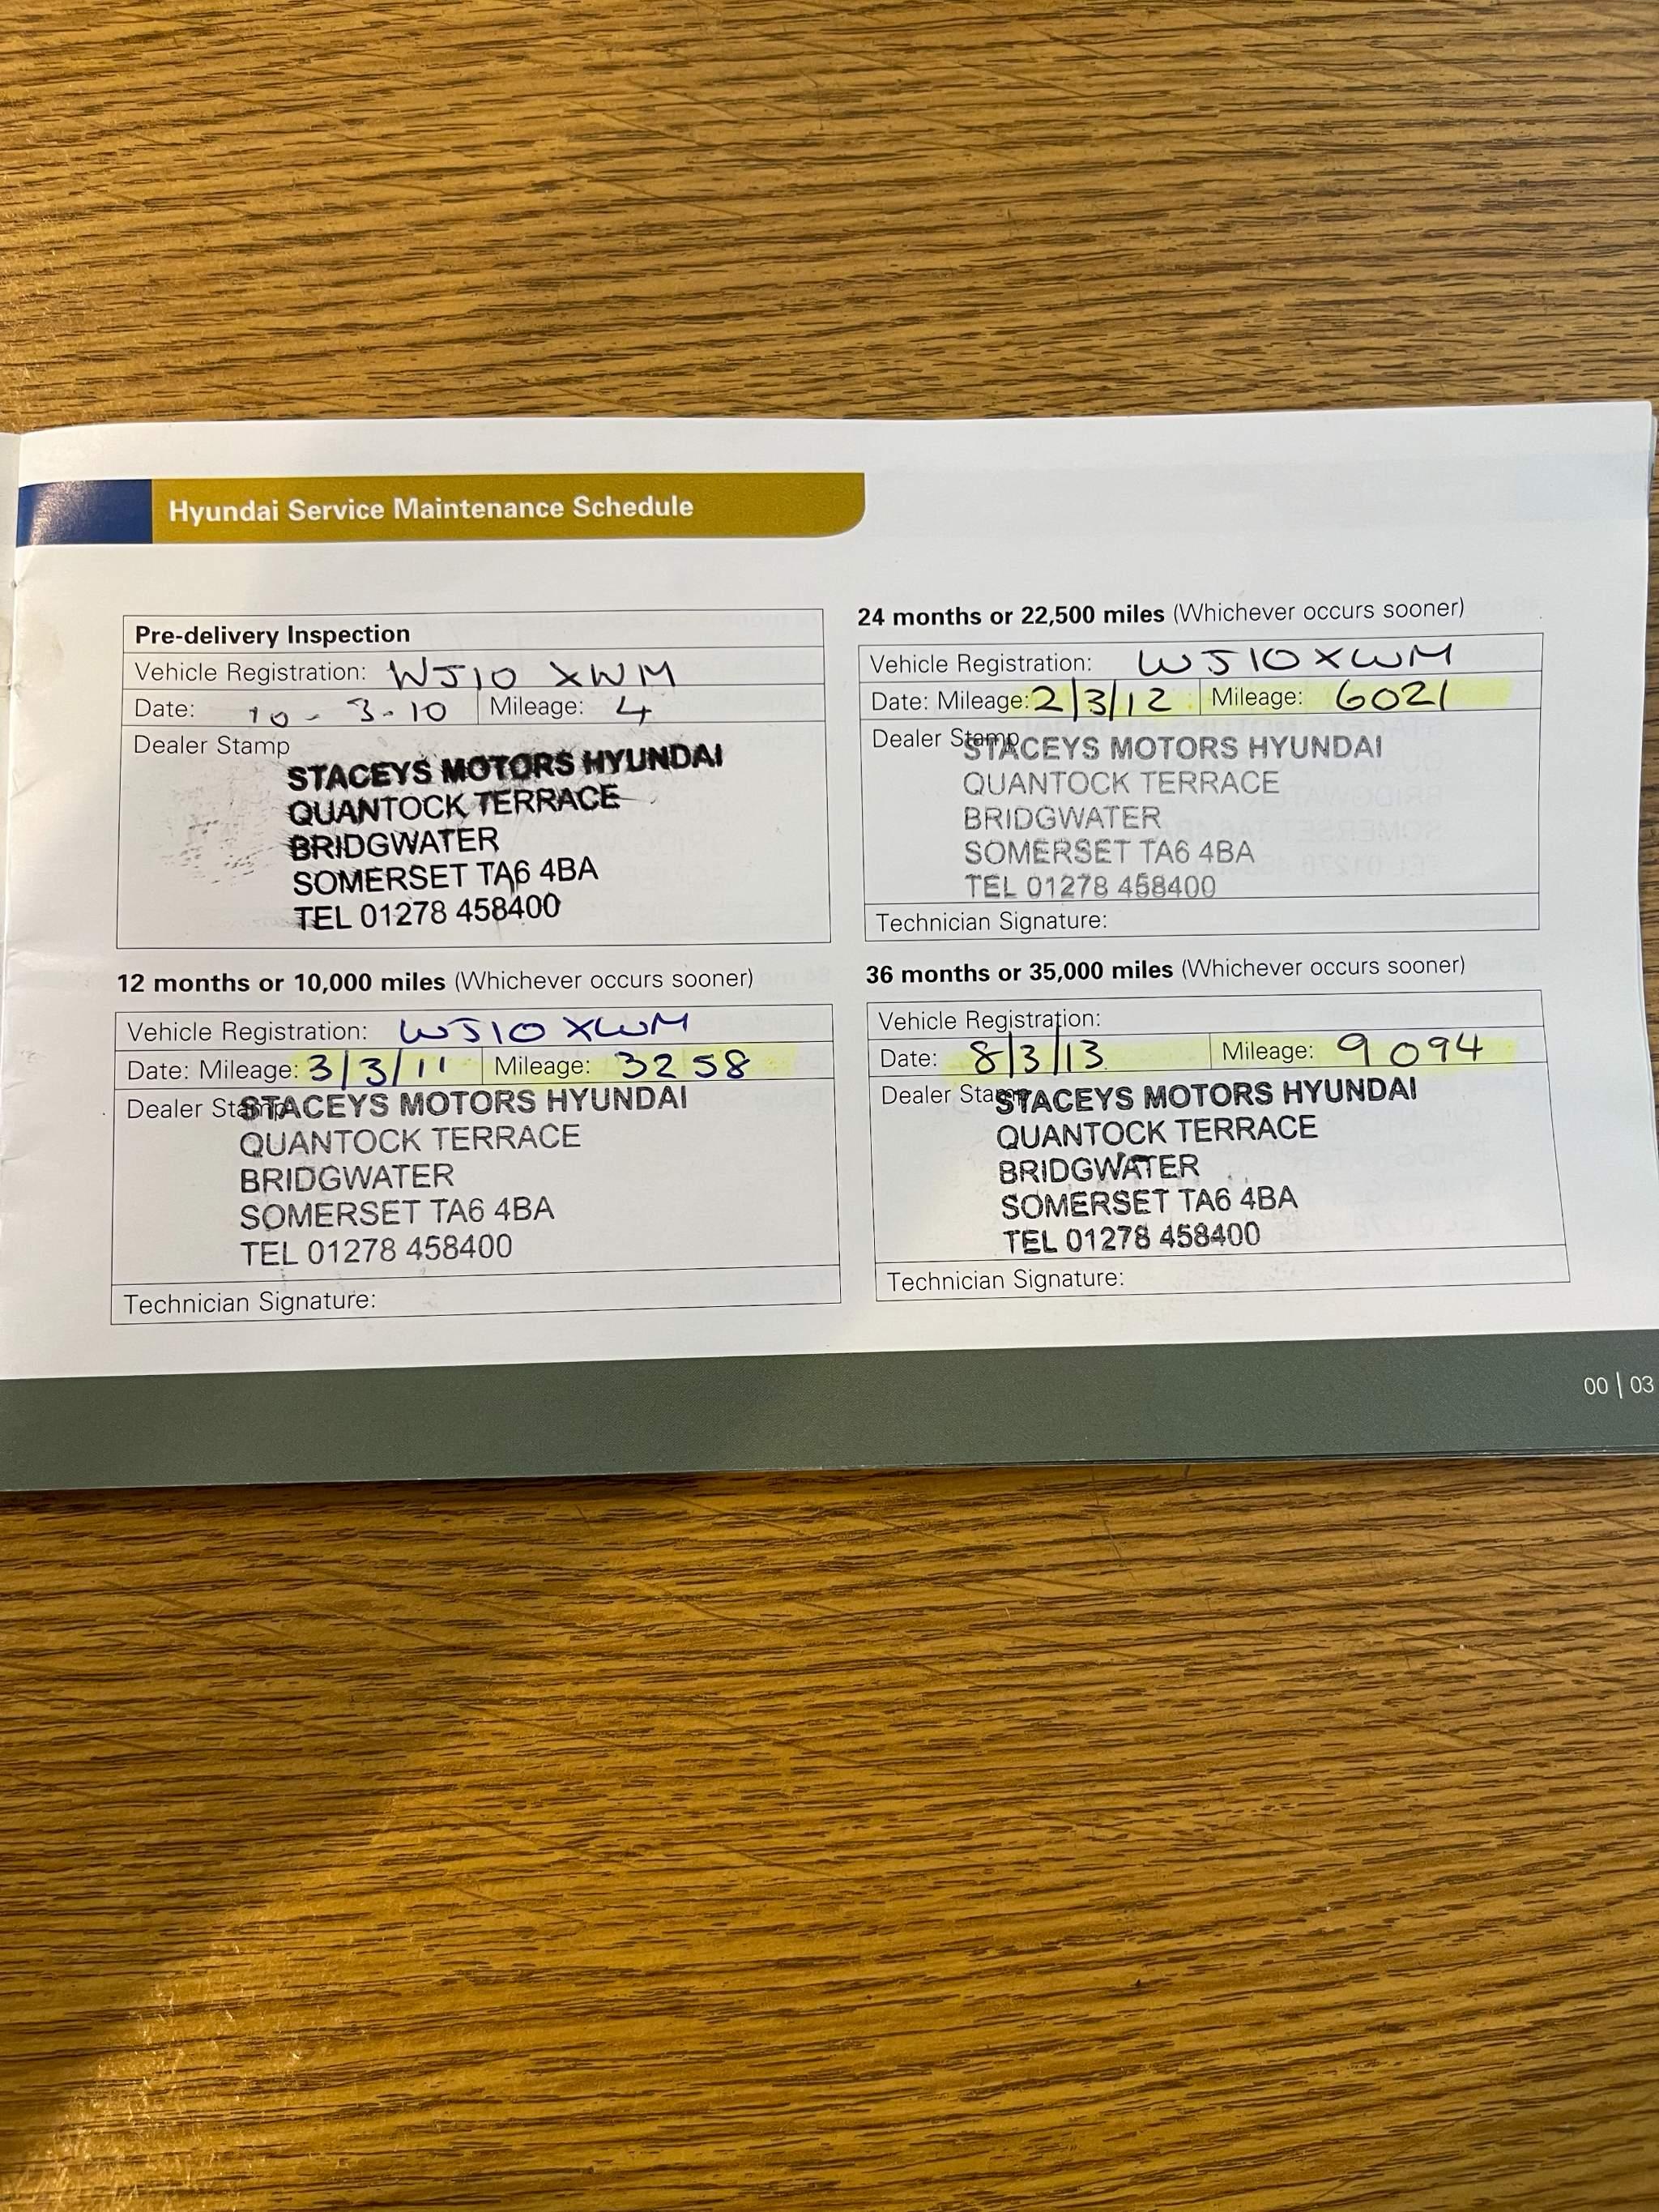 Hyundai Service Maintenance Schedule
Pre-delivery Inspection
Vehicle Registration: WJ10 XWM
Date: 10-3-10 Mileage: 4
Dealer Stamp
STACEYS MOTORS HYUNDAI
QUANTOCK TERRACE
BRIDGWATER
SOMERSET TA6 4BA
TEL 01278 458400
12 months or 10,000 miles (Whichever occurs sooner)
Vehicle Registration: WJ10 XWM
Date: Mileage: 3/3/11 Mileage: 3258
Dealer Stamp
STACEYS MOTORS HYUNDAI
QUANTOCK TERRACE
BRIDGWATER
SOMERSET TA6 4BA
TEL 01278 458400
Technician Signature:
24 months or 22,500 miles (Whichever occurs sooner)
Vehicle Registration: WJ10 XWM
Date: Mileage: 2/3/12 Mileage: 6021
Dealer Stamp
STACEYS MOTORS HYUNDAI
QUANTOCK TERRACE
BRIDGWATER
SOMERSET TA6 4BA
TEL 01278 458400
Technician Signature:
36 months or 35,000 miles (Whichever occurs sooner)
Vehicle Registration:
Date: 8/3/13 Mileage: 9094
Dealer Stamp
STACEYS MOTORS HYUNDAI
QUANTOCK TERRACE
BRIDGWATER
SOMERSET TA6 4BA
TEL 01278 458400
Technician Signature:
00 | 03